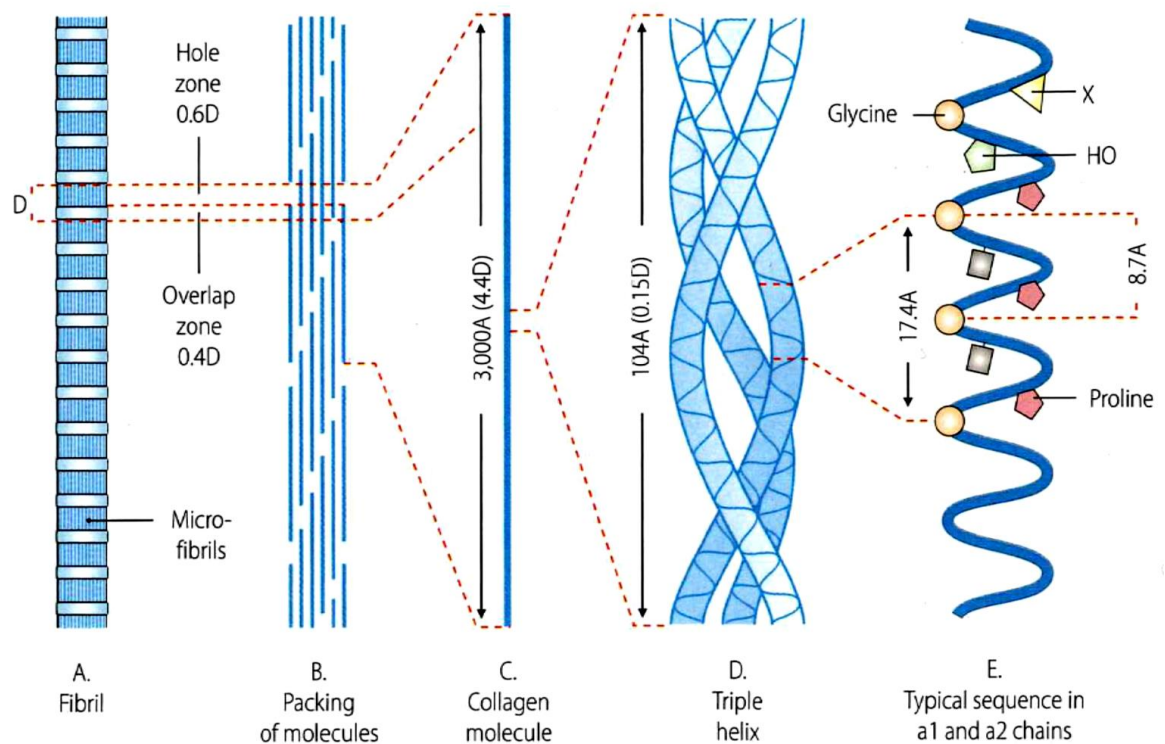 Hole
zone
0.6D
D
Overlap
zone
0.4D
Micro-
fibrils
3,000A (4.4D)
104A (0.15D)
Glycine
X
HO
17.4A
8.7A
Proline
A.
Fibril
B.
Packing
of molecules
C.
Collagen
molecule
D.
Triple
helix
E.
Typical sequence in
a1 and a2 chains